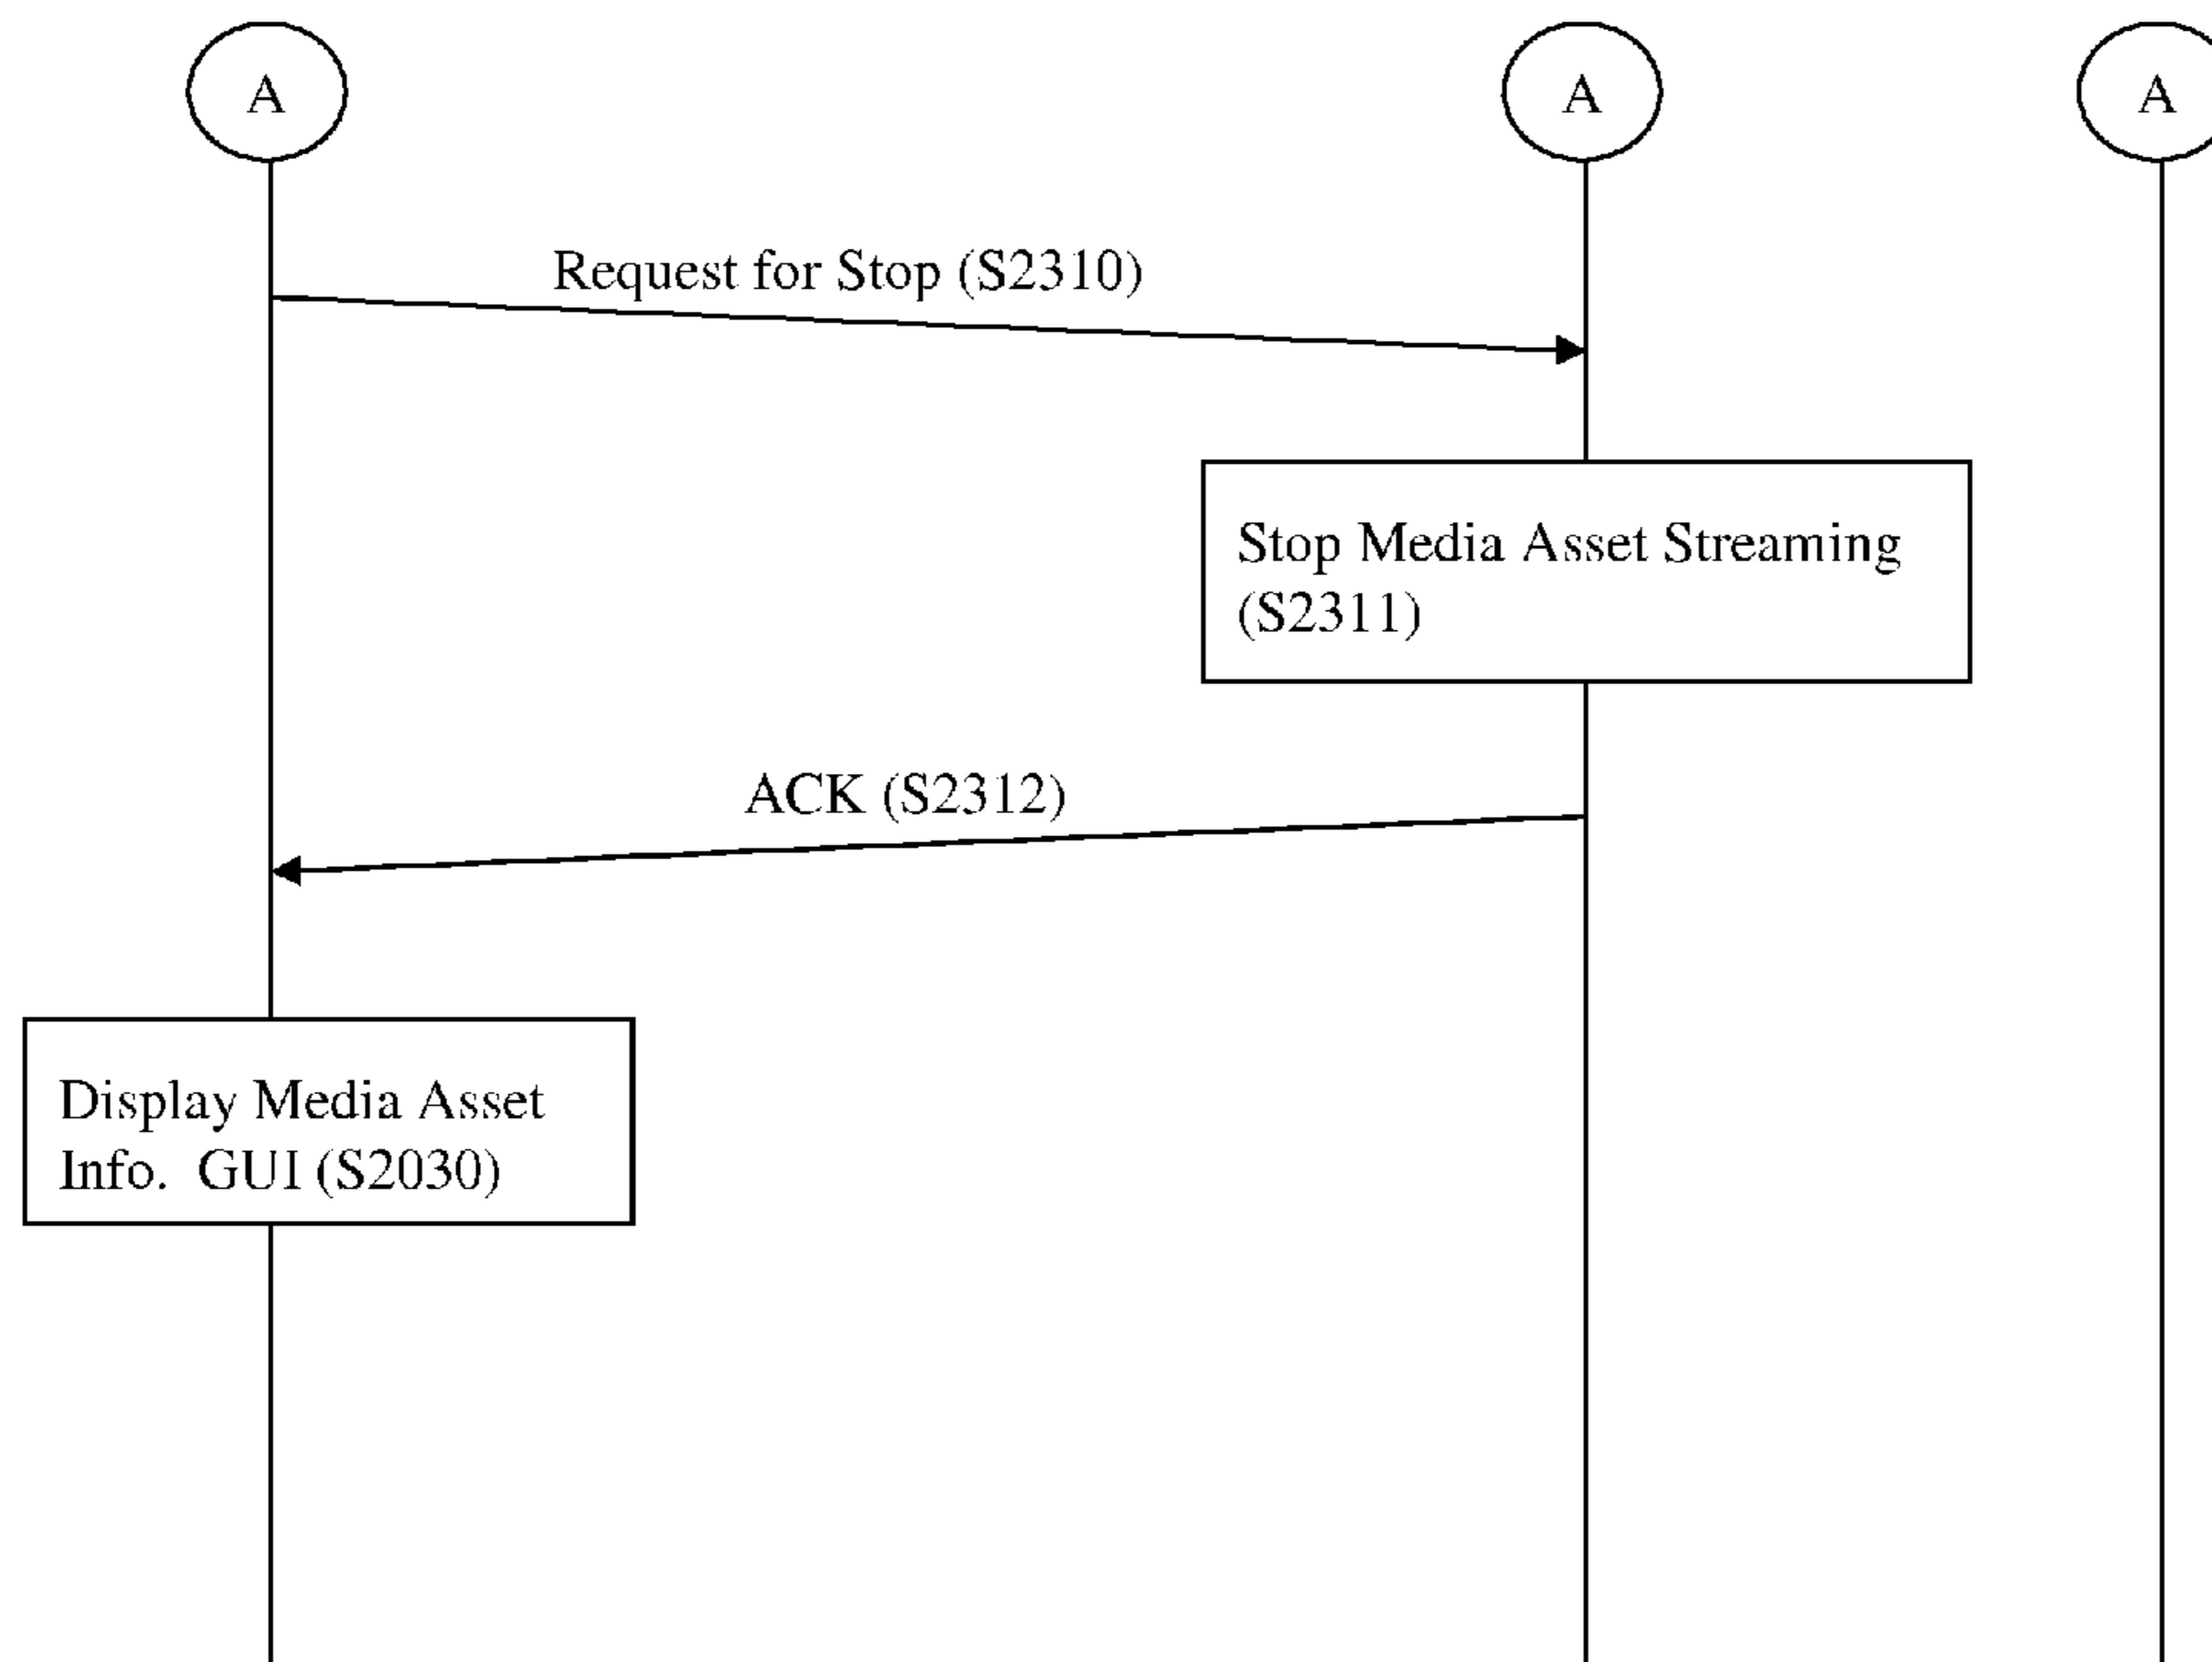 A
A
A
Request for Stop (S2310)
Stop Media Asset Streaming
(S2311)
ACK (S2312)
Display Media Asset
Info.  GUI (S2030)